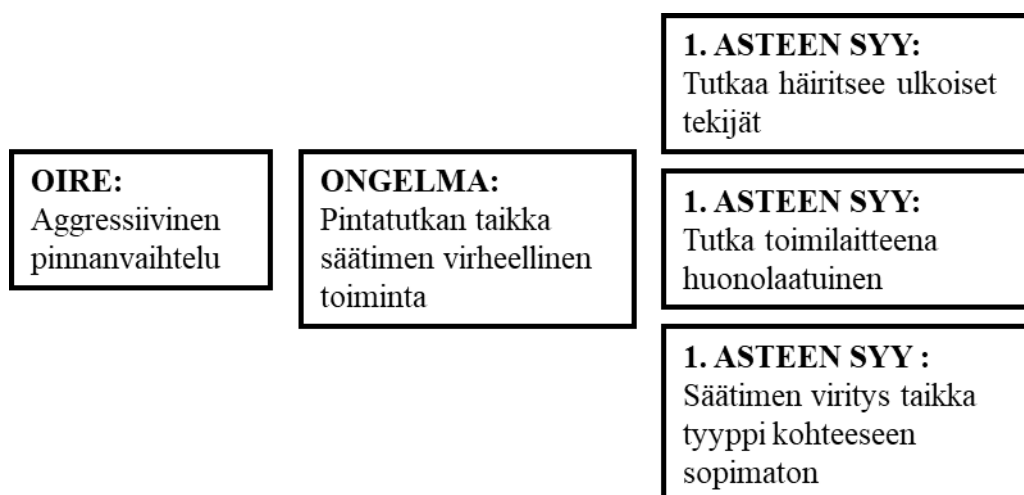 OIRE:
Aggressiivinen
pinnanvaihtelu
ONGELMA:
Pintatutkan taikka
säätimen virheellinen
toiminta
1. ASTEEN SYY:
Tutkaa häiritsee ulkoiset
tekijät
1. ASTEEN SYY:
Tutka toimilaitteena
huonolaatuinen
1. ASTEEN SYY :
Säätimen viritys taikka
tyyppi kohteeseen
sopimaton